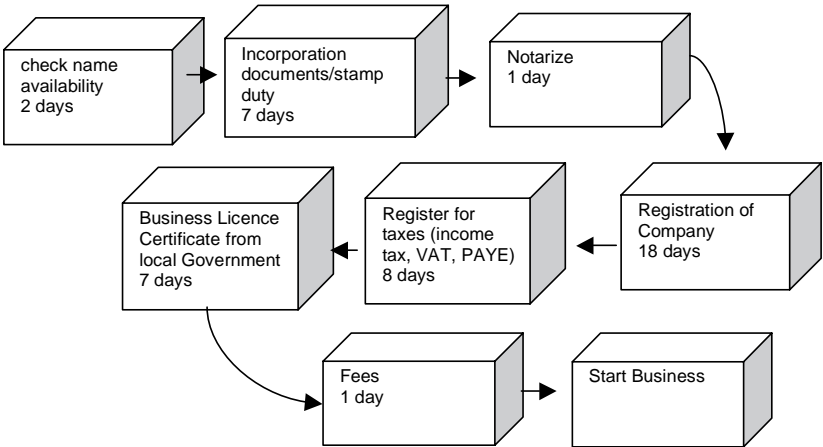 check name
availability
2 days
Incorporation
documents/stamp
duty
7 days
Notarize
1 day
Registration of
Company
18 days
Register for
taxes (income
tax, VAT, PAYE)
8 days
Business Licence
Certificate from
local Government
7 days
Fees
1 day
Start Business